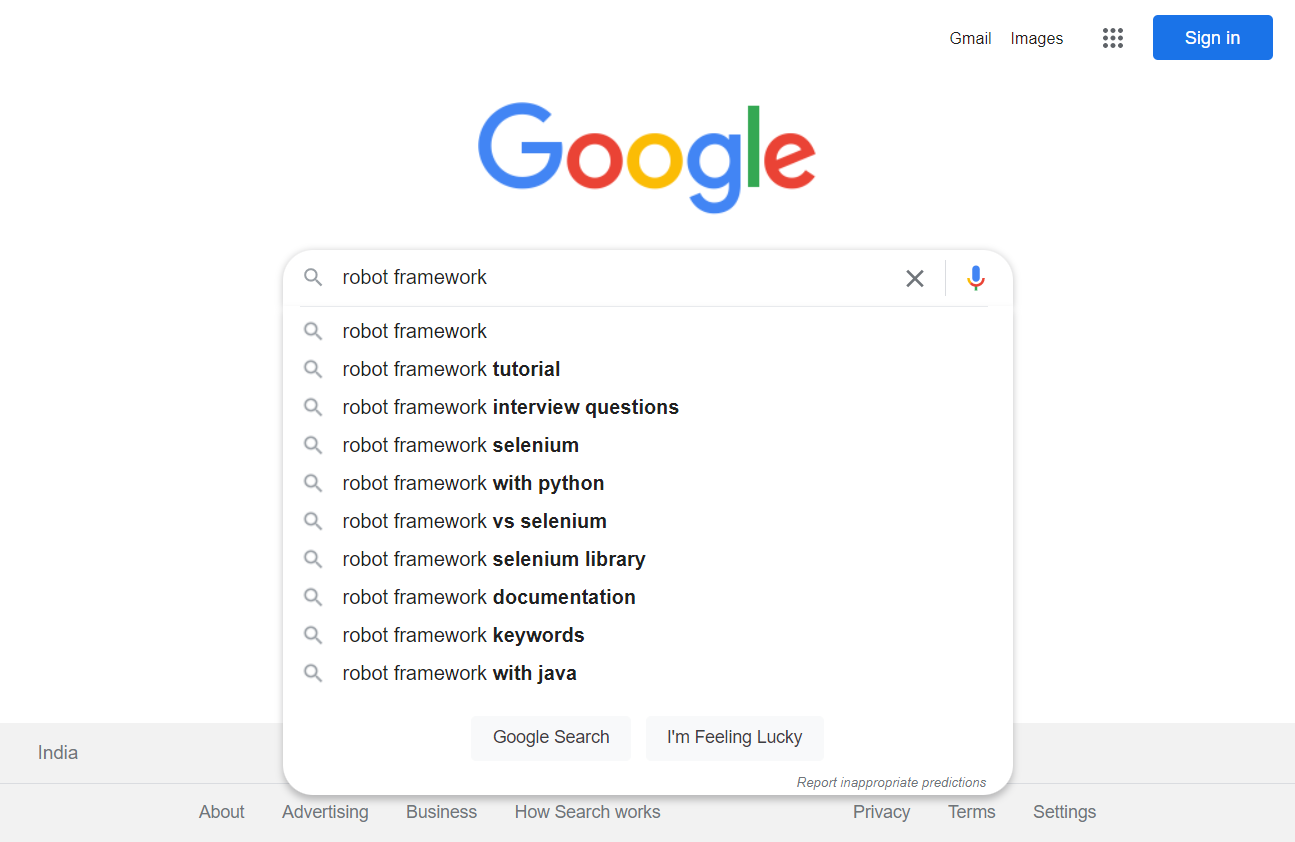 Gmail Images Sign in
Google
robot framework
robot framework
robot framework tutorial
robot framework interview questions
robot framework selenium
robot framework with python
robot framework vs selenium
robot framework selenium library
robot framework documentation
robot framework keywords
robot framework with java
Google Search I'm Feeling Lucky
India
Report inappropriate predictions
About Advertising Business How Search works Privacy Terms Settings